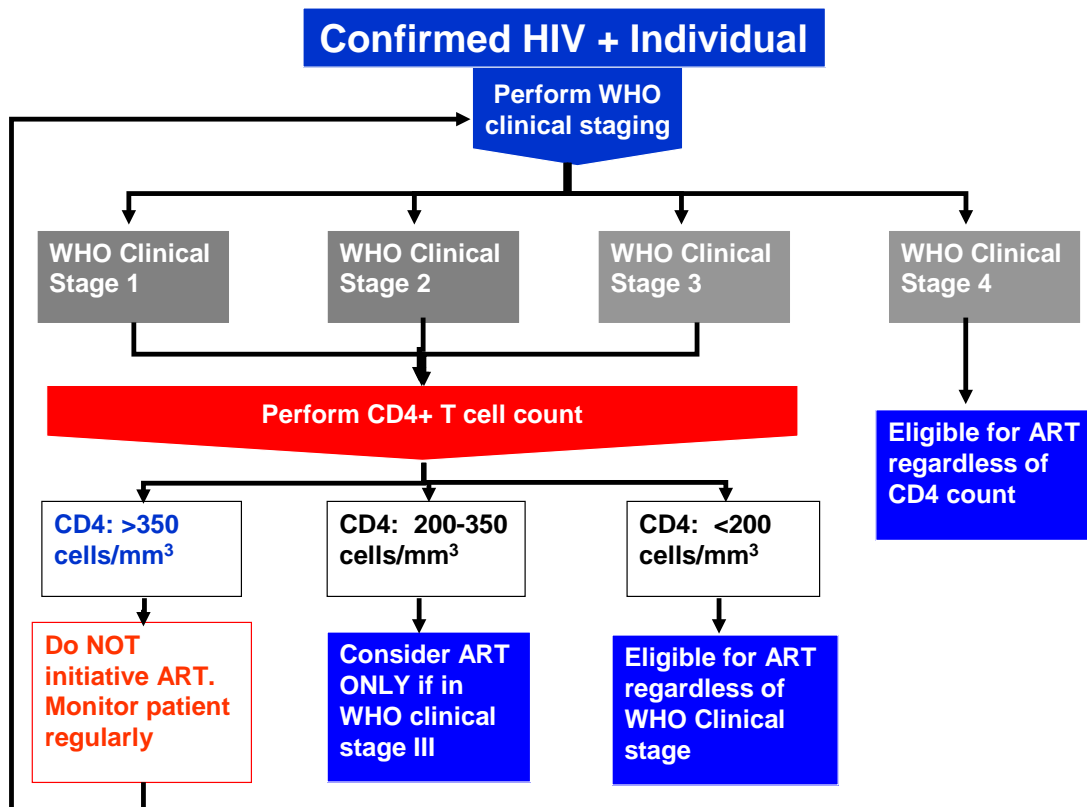 Confirmed HIV + Individual
Perform WHO
clinical staging
WHO Clinical
Stage 1
WHO Clinical
Stage 2
WHO Clinical
Stage 3
WHO Clinical
Stage 4
Perform CD4+ T cell count
Eligible for ART
regardless of
CD4 count
CD4: >350
cells/mm³
CD4: 200-350
cells/mm³
CD4: <200
cells/mm³
Do NOT
initiative ART.
Monitor patient
regularly
Consider ART
ONLY if in
WHO clinical
stage III
Eligible for ART
regardless of
WHO Clinical
stage